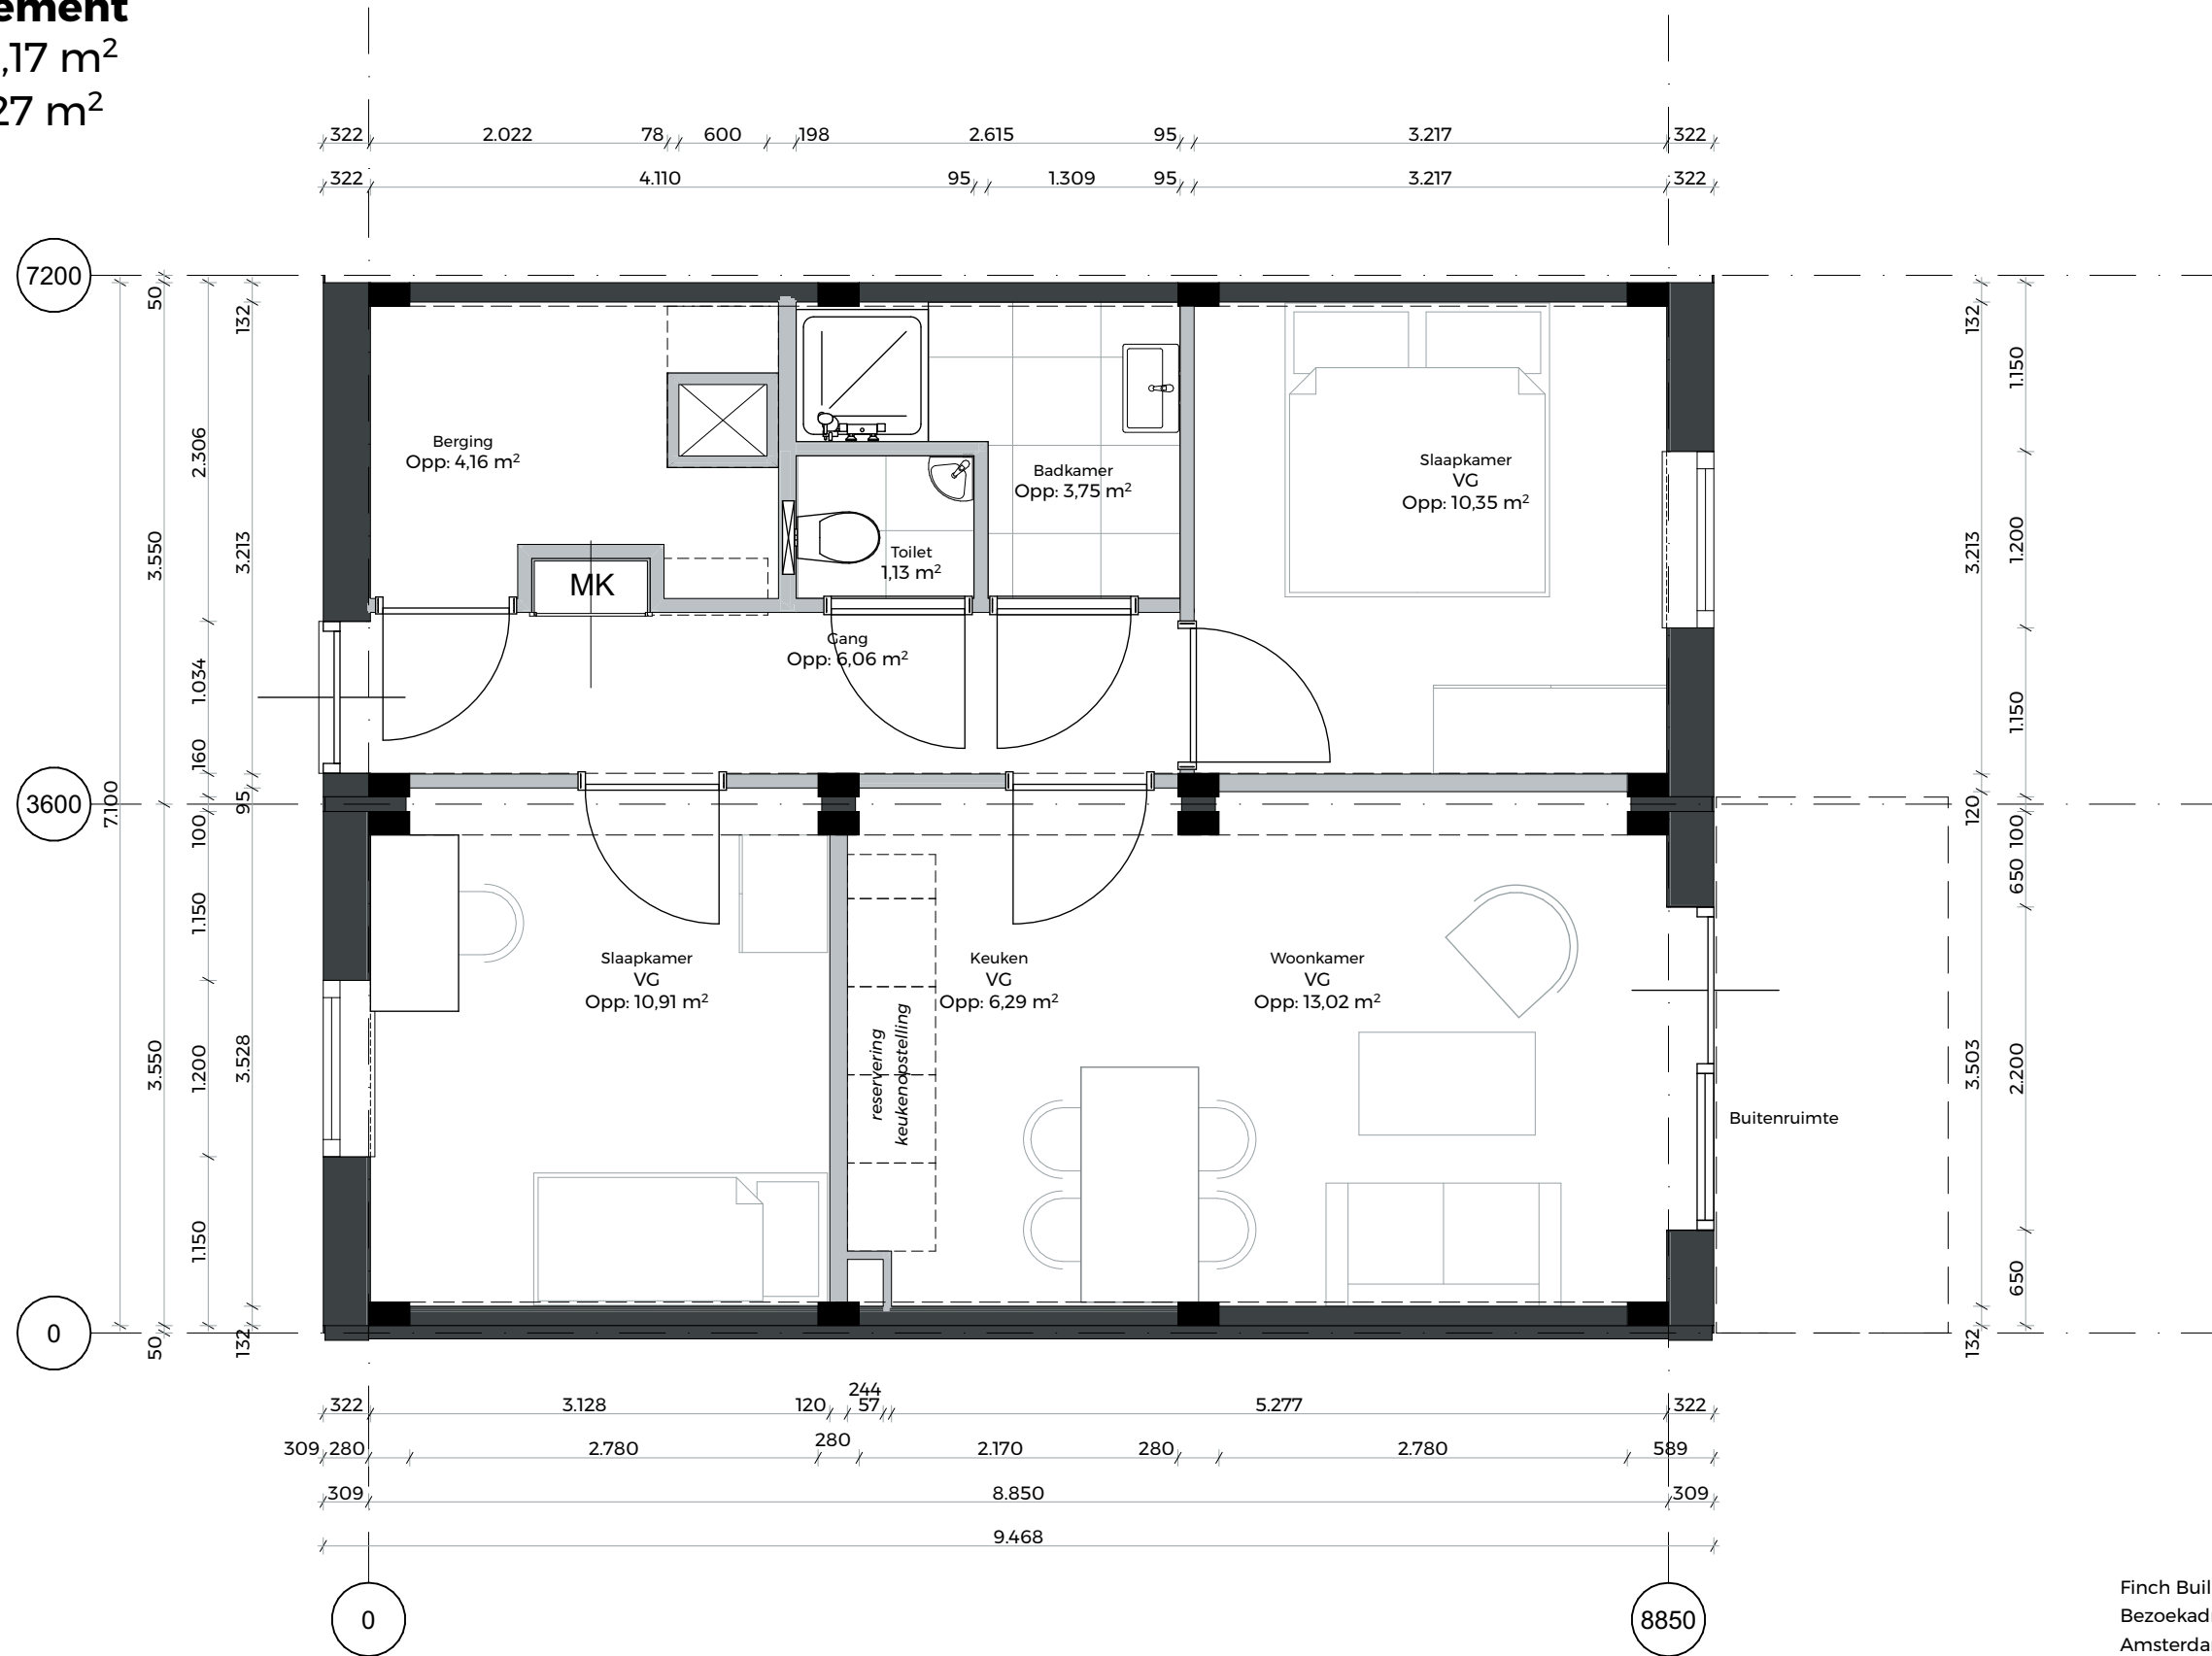 ement
,17 m²
27 m²
322 2.022 78 600 198 2.615 95 3.217 322
322 4.110 95 1.309 95 3.217 322
7200
3600
0
7.100
50
3.550
3.550
50
2.306
1.034
160
100
1.150
1.200
1.150
132
3.213
95
3.528
132
Berging
Opp: 4,16 m²
MK
Toilet
1,13 m²
Badkamer
Opp: 3,75 m²
Slaapkamer
VG
Opp: 10,35 m²
Gang
Opp: 6,06 m²
Slaapkamer
VG
Opp: 10,91 m²
Keuken
VG
Opp: 6,29 m²
reservering
keukenopstelling
Woonkamer
VG
Opp: 13,02 m²
Buitenruimte
132
3.213
120
3.503
132
1.150
1.200
1.150
100
650
2.200
650
322 3.128 120 244 57 5.277 322
309 280 2.780 280 2.170 280 2.780 589
309 8.850 309
9.468
0
8850
Finch Buil
Bezoekad
Amsterda